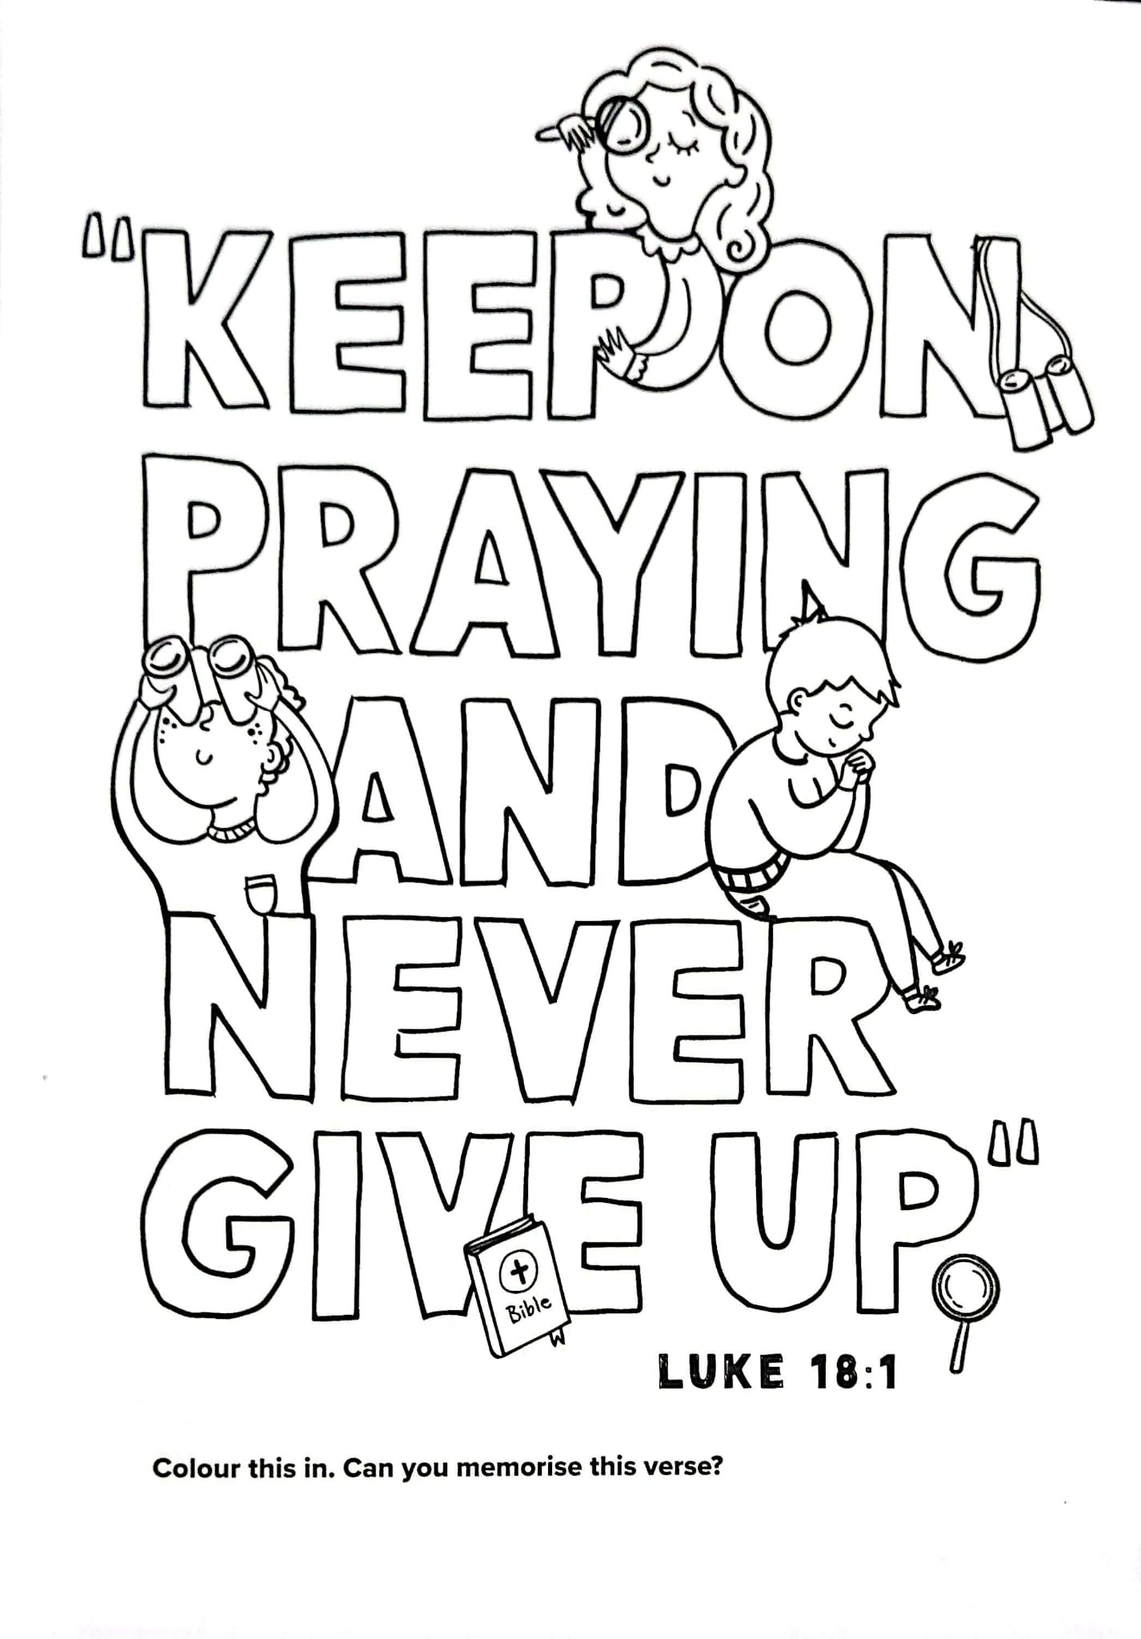 "KEEP ON
PRAYING
AND
NEVER
GIVE UP."
Bible
LUKE 18:1
Colour this in. Can you memorise this verse?